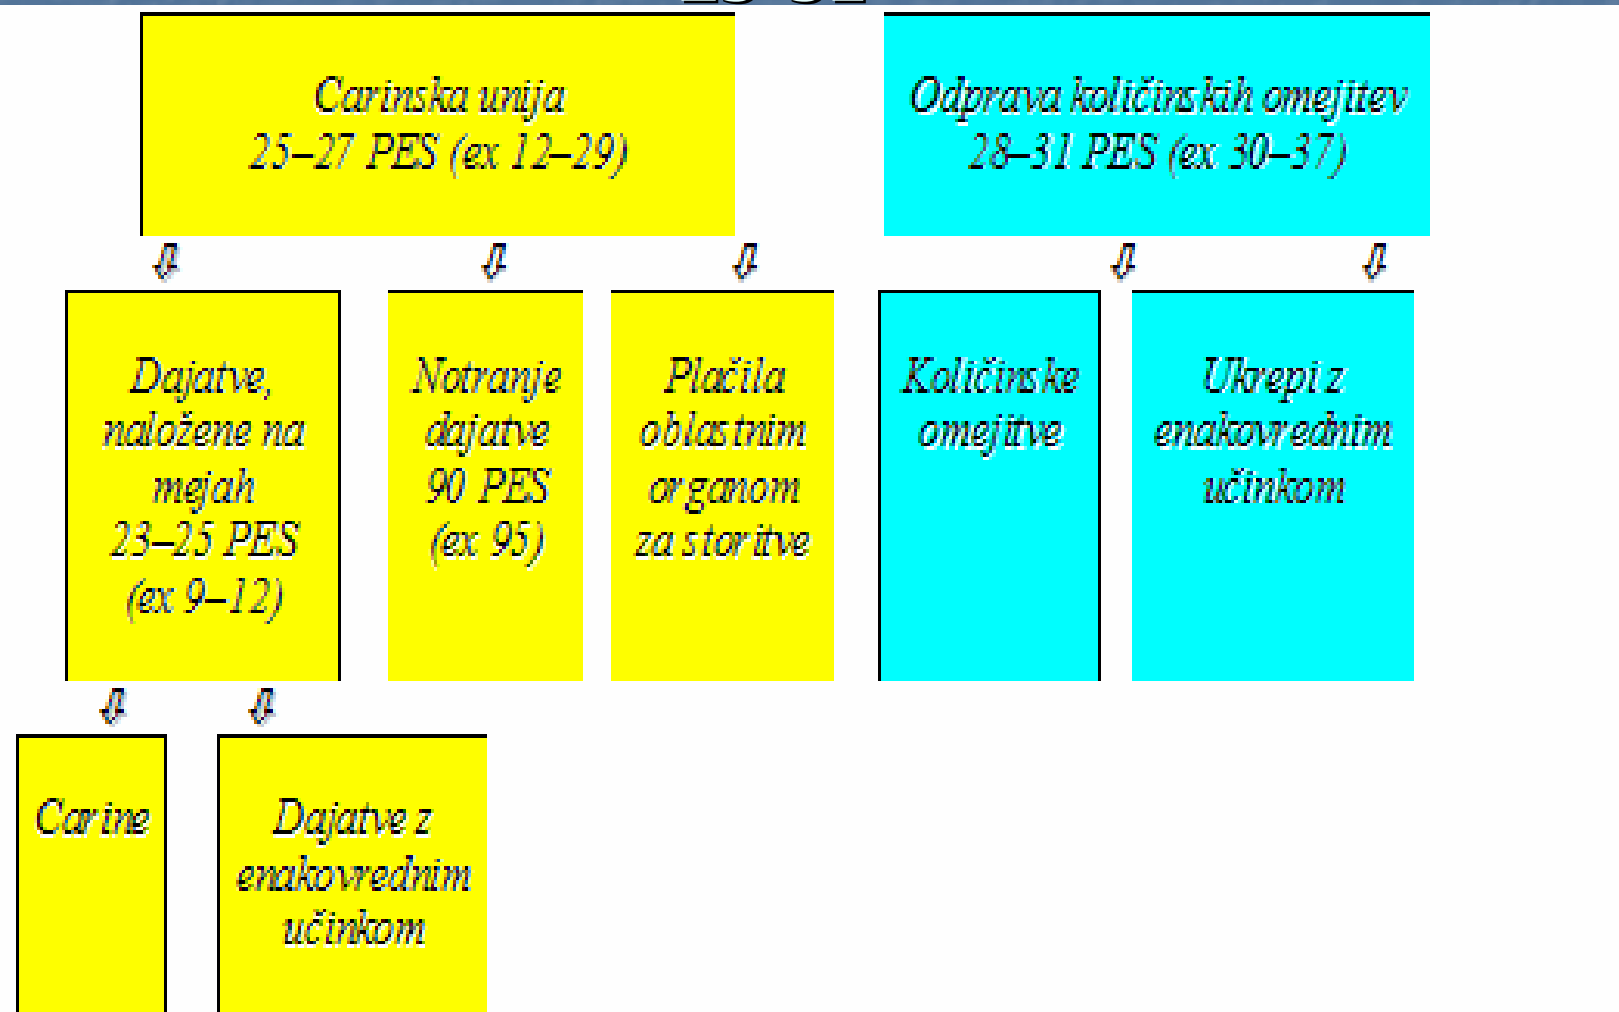 Carinska unija
25–27 PES (ex 12–29)
Odprava količinskih omejitev
28–31 PES (ex 30–37)
Dajatve,
naložene na
mejah
23–25 PES
(ex 9–12)
Notranje
dajatve
90 PES
(ex 95)
Plačila
oblastnim
organom
za storitve
Količinske
omejitve
Ukrepi z
enakovrednim
učinkom
Carine
Dajatve z
enakovrednim
učinkom